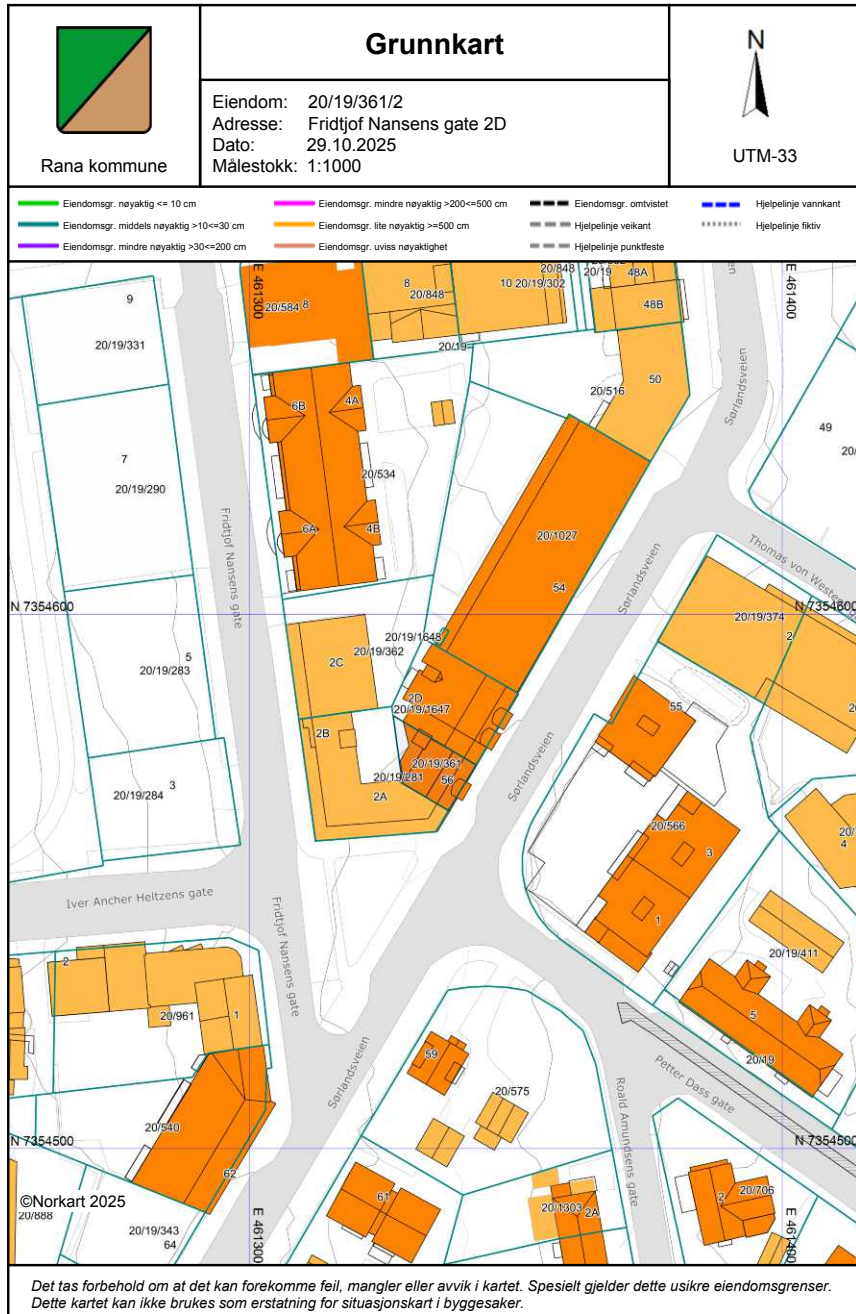 Grunnkart
N
Eiendom: 20/19/361/2
Adresse: Fridtjof Nansens gate 2D
Dato: 29.10.2025
Målestokk: 1:1000
Rana kommune
UTM-33
Eiendomsgr. nøyaktig <= 10 cm
Eiendomsgr. mindre nøyaktig >200<=500 cm
Eiendomsgr. omtvistet
Hjelpelinje vannkant
Eiendomsgr. middels nøyaktig >10<=30 cm
Eiendomsgr. lite nøyaktig >=500 cm
Hjelpelinje veikant
Hjelpelinje fiktiv
Eiendomsgr. mindre nøyaktig >30<=200 cm
Eiendomsgr. uviss nøyaktighet
Hjelpelinje punktfeste
E 461300
E 461400
20/848
20/19
48A
8
20/848
10
20/19/302
20/584
8
48B
9
20/19/331
20/19
50
20/516
Sørlandsveien
6B
4A
49
7
20/19/290
20/534
6A
4B
Fridtjof Nansens gate
20/1027
Thomas von Westen
54
Sørlandsveien
N 7354600
N 7354600
20/19/374
2
20/19/1648
20/19/362
2C
5
20/19/283
2D
20/19/1647
55
2B
20/19/361
56
20/19/281
2A
Sørlandsveien
3
20/19/284
20/566
3
4
1
Iver Ancher Heltzens gate
Fridtjof Nansens gate
20/19/411
2
20/961
1
5
20/19
59
Sørlandsveien
20/575
Petter Dass gate
Roald Amundsens gate
20/540
N 7354500
N 7354500
62
61
20/1303
2A
2
20/706
©Norkart 2025
20/888
20/19/343
64
E 461300
E 461400
Det tas forbehold om at det kan forekomme feil, mangler eller avvik i kartet. Spesielt gjelder dette usikre eiendomsgrenser.
Dette kartet kan ikke brukes som erstatning for situasjonskart i byggesaker.